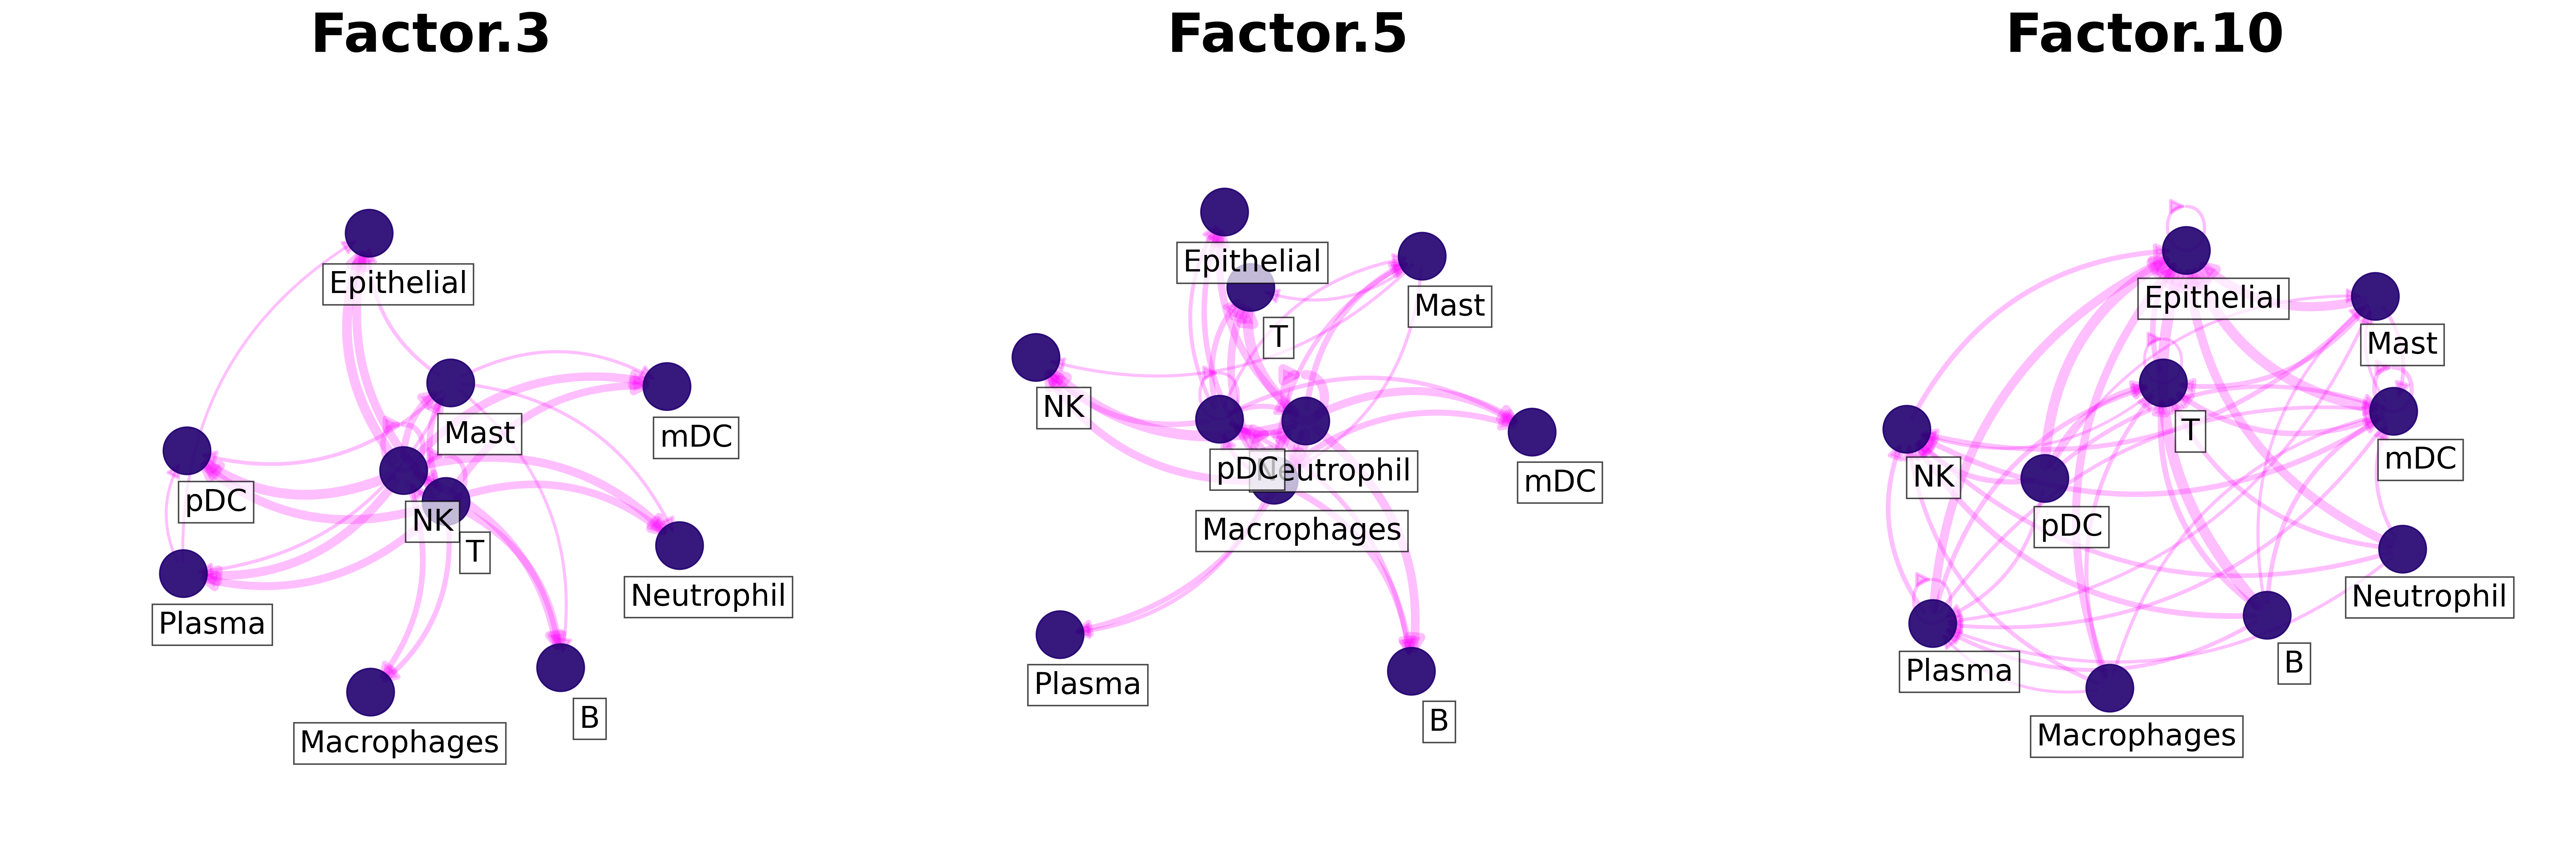 Factor.3
Factor.5
Factor.10
Epithelial
Mast
mDC
pDC
NK
T
Plasma
Neutrophil
B
Macrophages
Epithelial
Mast
T
NK
pDC
Neutrophil
mDC
Macrophages
Plasma
B
Epithelial
Mast
T
mDC
NK
pDC
Neutrophil
Plasma
B
Macrophages